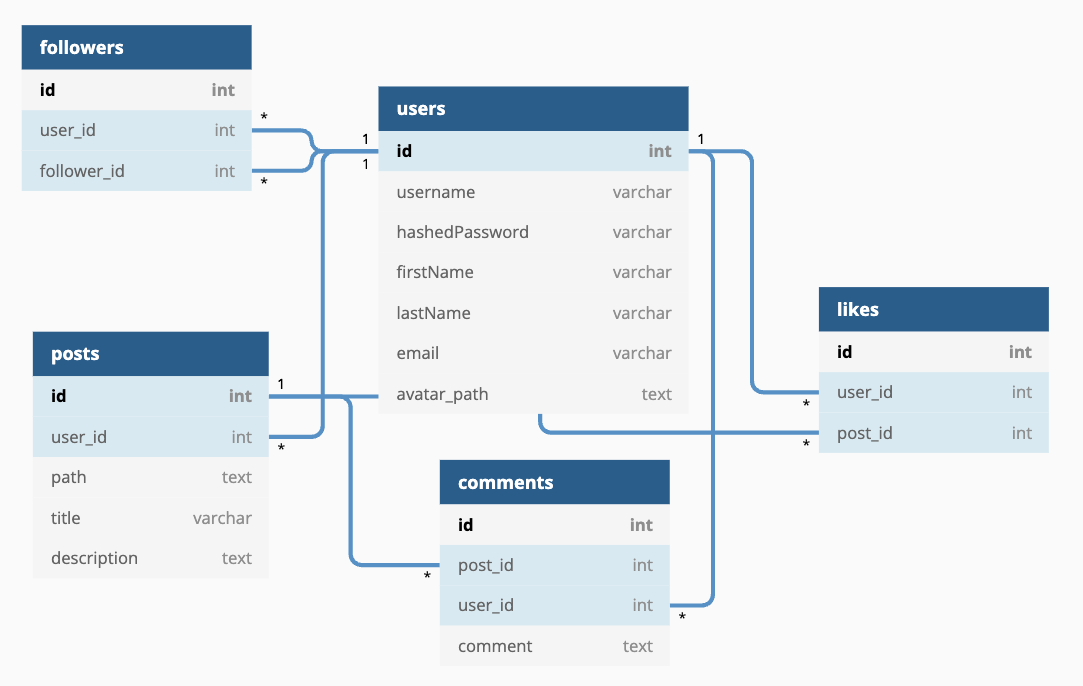 followers
id int
user_id int
follower_id int
*
*
users
id int
username varchar
hashedPassword varchar
firstName varchar
lastName varchar
email varchar
avatar_path text
1
1
1
posts
id int
user_id int
path text
title varchar
description text
1
*
likes
id int
user_id int
post_id int
*
*
comments
id int
post_id int
user_id int
comment text
*
*